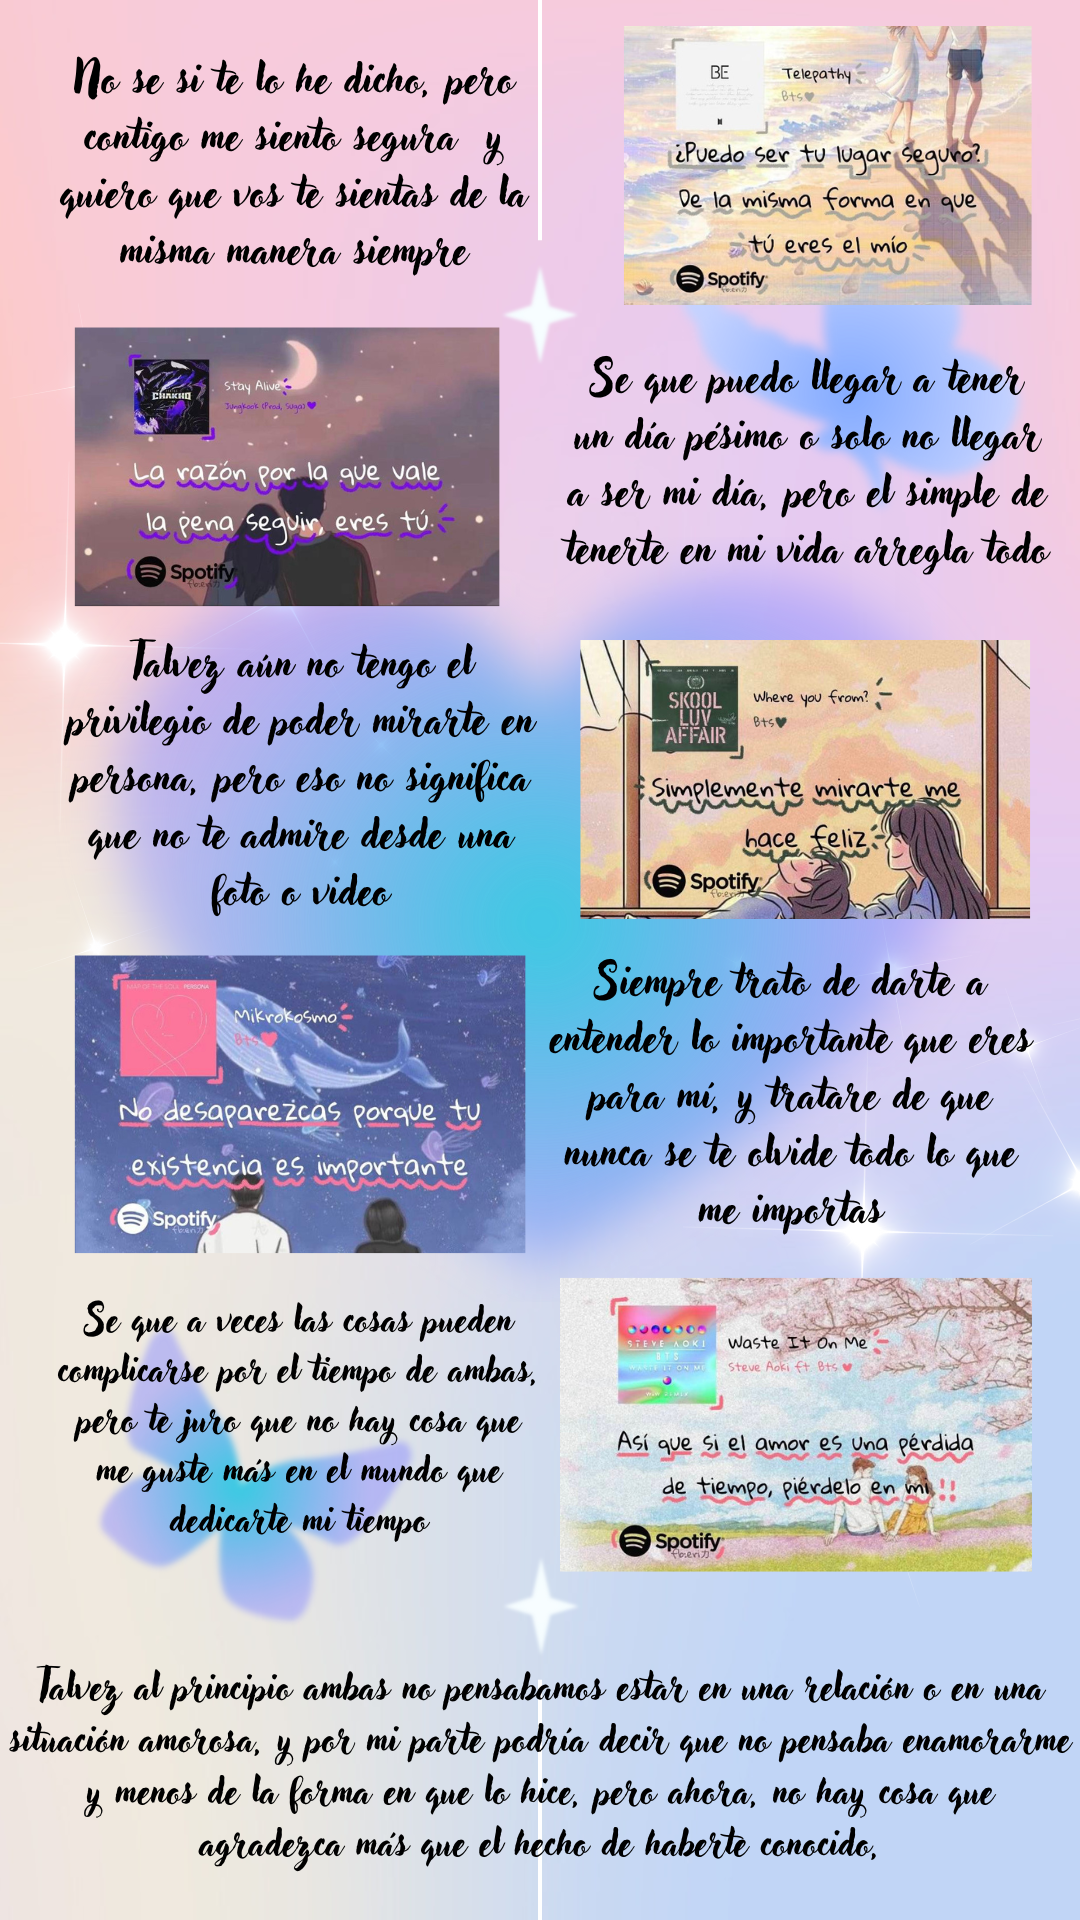 No se si te lo he dicho, pero
contigo me siento segura y
quiero que vos te sientas de la
misma manera siempre
BE
Telepathy
Bts
¿Puedo ser tu lugar seguro?
De la misma forma en que
tú eres el mío
Spotify
CHAKHO
Stay Alive
Jungkook (Prod. Suga)
La razón por la que vale
la pena seguir, eres tú
Spotify
Se que puedo llegar a tener
un día pésimo o solo no llegar
a ser mi día, pero el simple de
tenerte en mi vida arregla todo
Talvez aún no tengo el
privilegio de poder mirarte en
persona, pero eso no significa
que no te admire desde una
foto o video
SKOOL
LUV
AFFAIR
Where you from?
Bts
Simplemente mirarte me
hace feliz
Spotify
MAP OF THE SOUL: PERSONA
Mikrokosmo
Bts
No desaparezcas porque tu
existencia es importante
Spotify
Siempre trato de darte a
entender lo importante que eres
para mí, y tratare de que
nunca se te olvide todo lo que
me importas
Se que a veces las cosas pueden
complicarse por el tiempo de ambas,
pero te juro que no hay cosa que
me guste más en el mundo que
dedicarte mi tiempo
STEVE AOKI
BTS
WASTE IT ON ME
Waste It On Me
Steve Aoki ft Bts
Así que si el amor es una pérdida
de tiempo, piérdelo en mi !!
Spotify
Talvez al principio ambas no pensabamos estar en una relación o en una
situación amorosa, y por mi parte podría decir que no pensaba enamorarme
y menos de la forma en que lo hice, pero ahora, no hay cosa que
agradezca más que el hecho de haberte conocido,